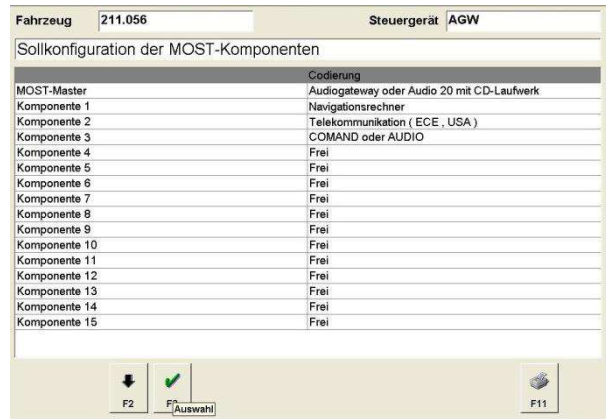 Fahrzeug 211.056 Steuergerät AGW
Sollkonfiguration der MOST-Komponenten
Codierung
MOST-Master Audiogateway oder Audio 20 mit CD-Laufwerk
Komponente 1 Navigationsrechner
Komponente 2 Telekommunikation ( ECE , USA )
Komponente 3 COMAND oder AUDIO
Komponente 4 Frei
Komponente 5 Frei
Komponente 6 Frei
Komponente 7 Frei
Komponente 8 Frei
Komponente 9 Frei
Komponente 10 Frei
Komponente 11 Frei
Komponente 12 Frei
Komponente 13 Frei
Komponente 14 Frei
Komponente 15 Frei
F2 F11
Auswahl